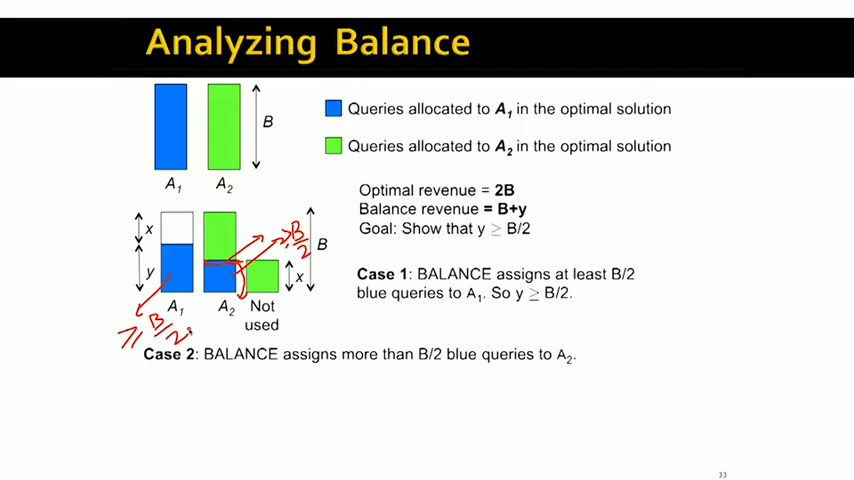 Analyzing Balance
B
A1 A2
Queries allocated to A1 in the optimal solution
Queries allocated to A2 in the optimal solution
Optimal revenue = 2B
Balance revenue = B+y
Goal: Show that y ≥ B/2
x
y
B
x
≥ B/2
A1 A2 Not used
≥ B/2
Case 1: BALANCE assigns at least B/2
blue queries to A1. So y ≥ B/2.
Case 2: BALANCE assigns more than B/2 blue queries to A2.
33